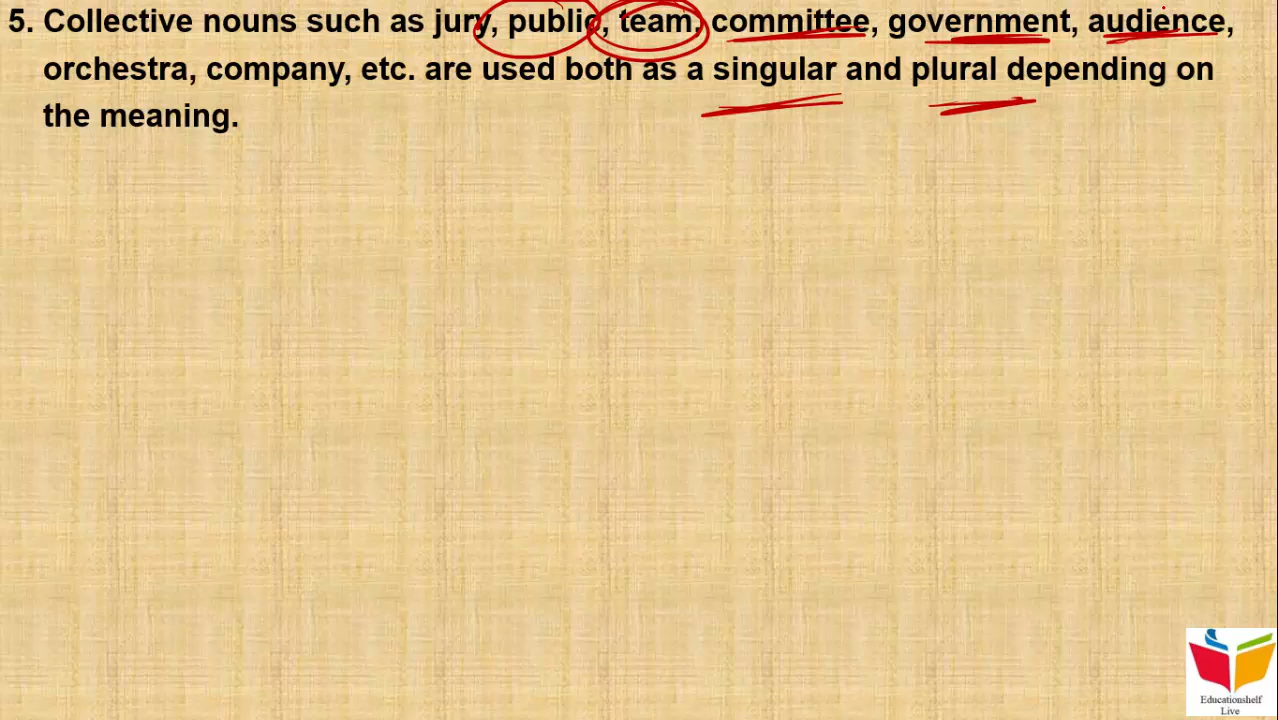 5. Collective nouns such as jury, public, team, committee, government, audience,
orchestra, company, etc. are used both as a singular and plural depending on
the meaning.
Educationshelf
Live